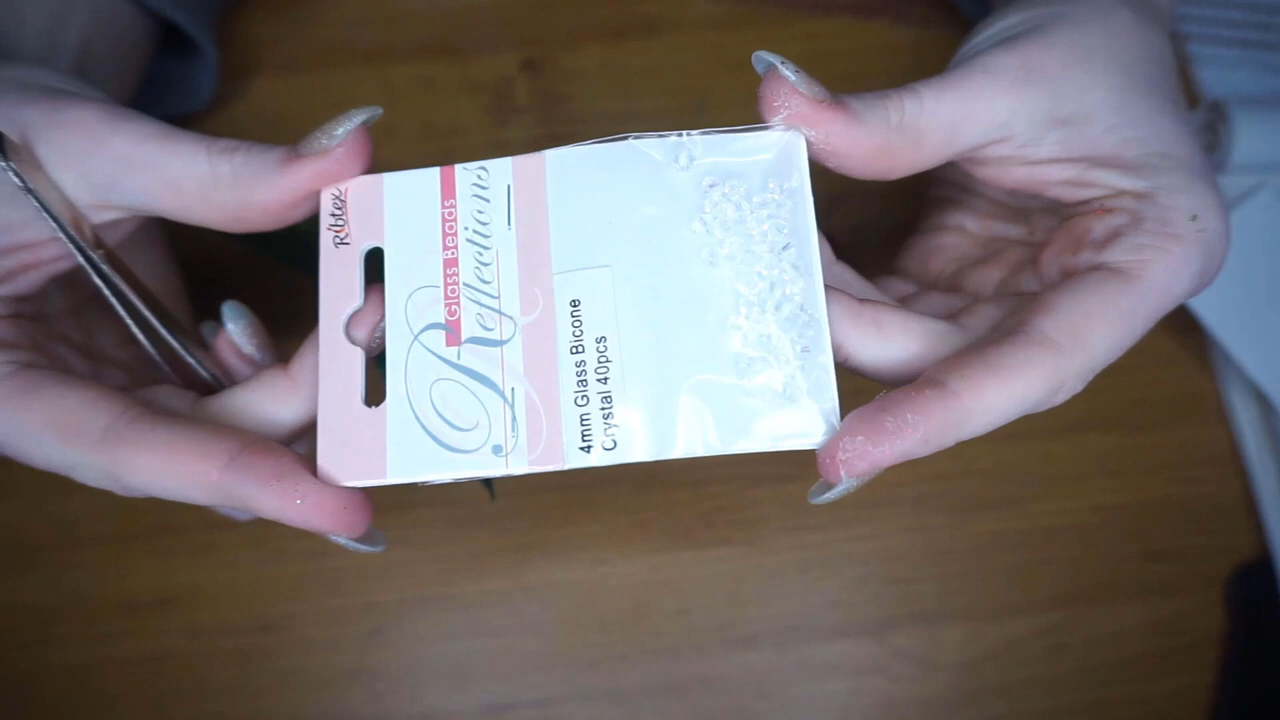 Ribtex
Glass Beads
Reflections
4mm Glass Bicone
Crystal 40pcs